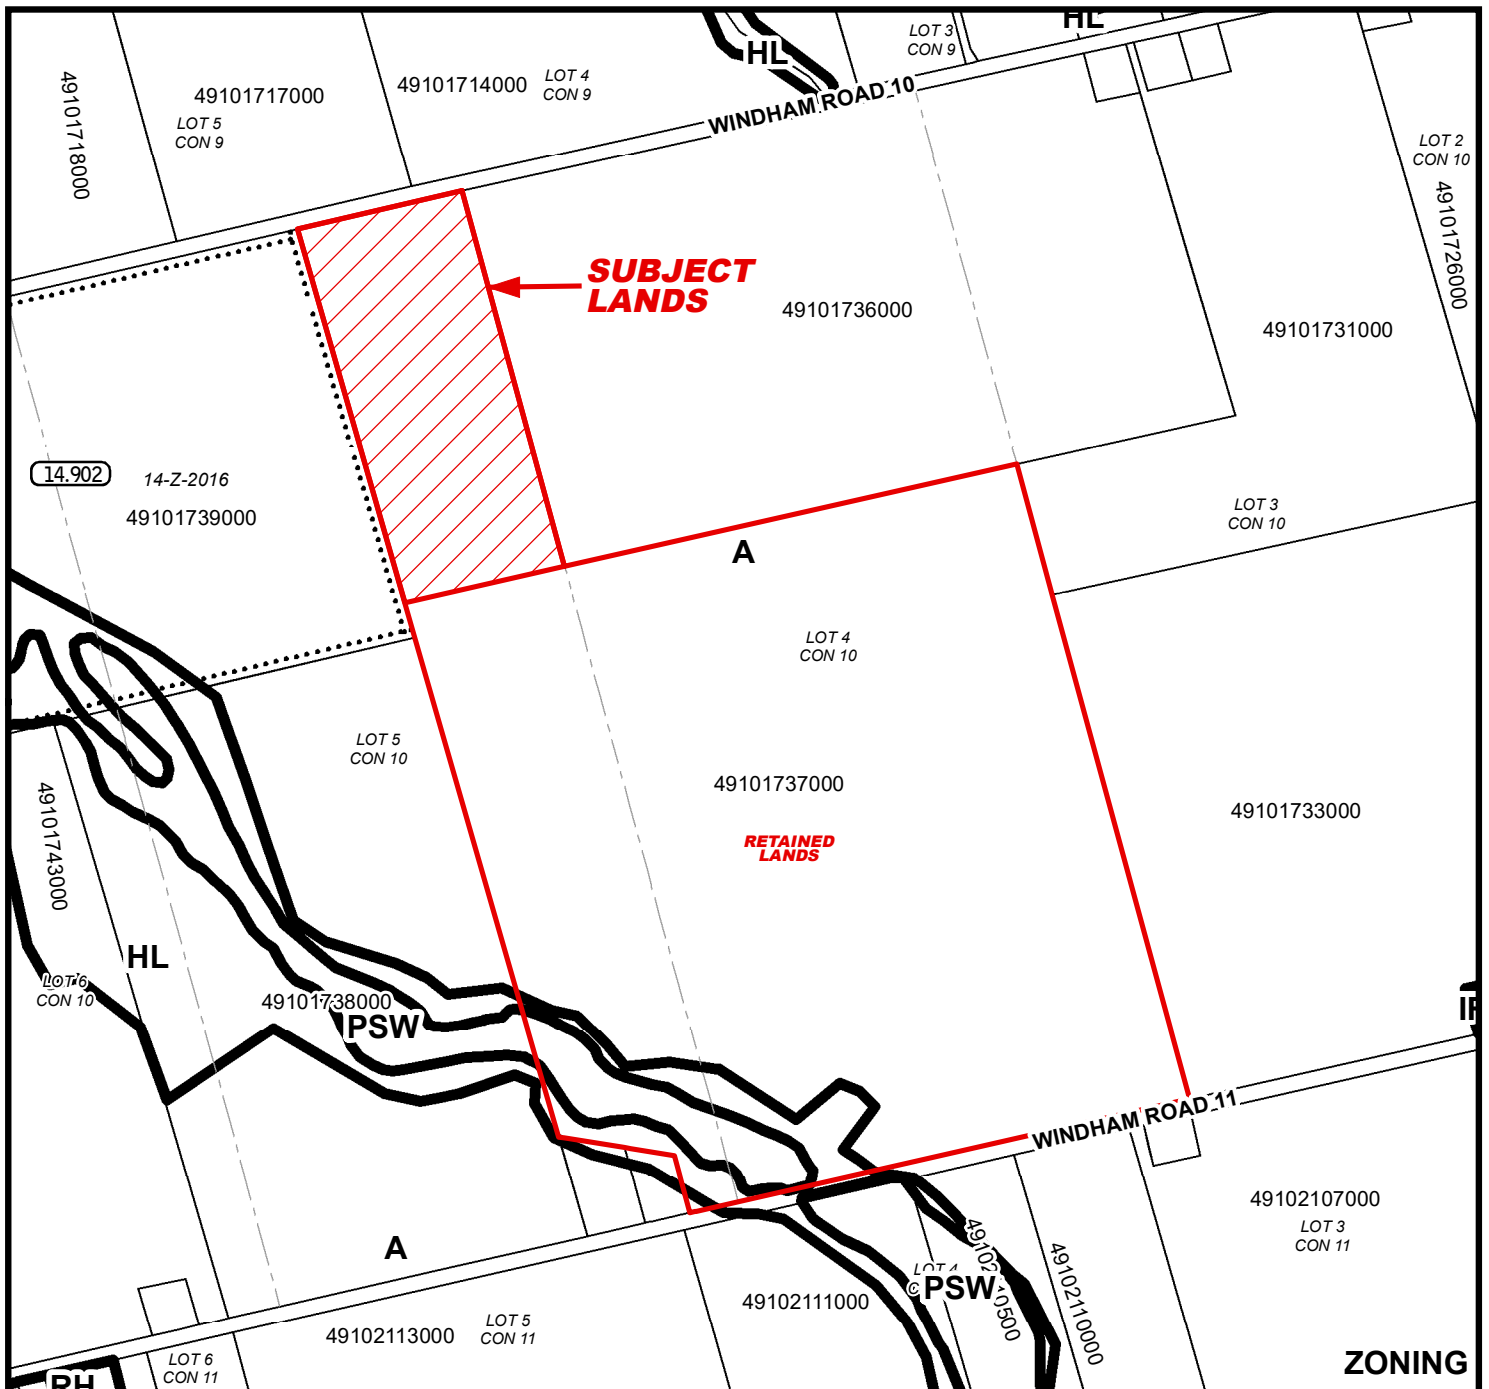 HL
HL
LOT 3
CON 9
49101718000
49101717000
LOT 5
CON 9
49101714000
LOT 4
CON 9
WINDHAM ROAD 10
LOT 2
CON 10
49101726000
SUBJECT
LANDS
49101736000
49101731000
14.902
14-Z-2016
49101739000
LOT 3
CON 10
A
LOT 4
CON 10
LOT 5
CON 10
49101737000
RETAINED
LANDS
49101733000
49101743000
HL
LOT 6
CON 10
49101738000
PSW
WINDHAM ROAD 11
49102107000
LOT 3
CON 11
A
LOT 4
PSW
49102110000
49102111000
49102113000
LOT 5
CON 11
LOT 6
CON 11
RH
ZONING